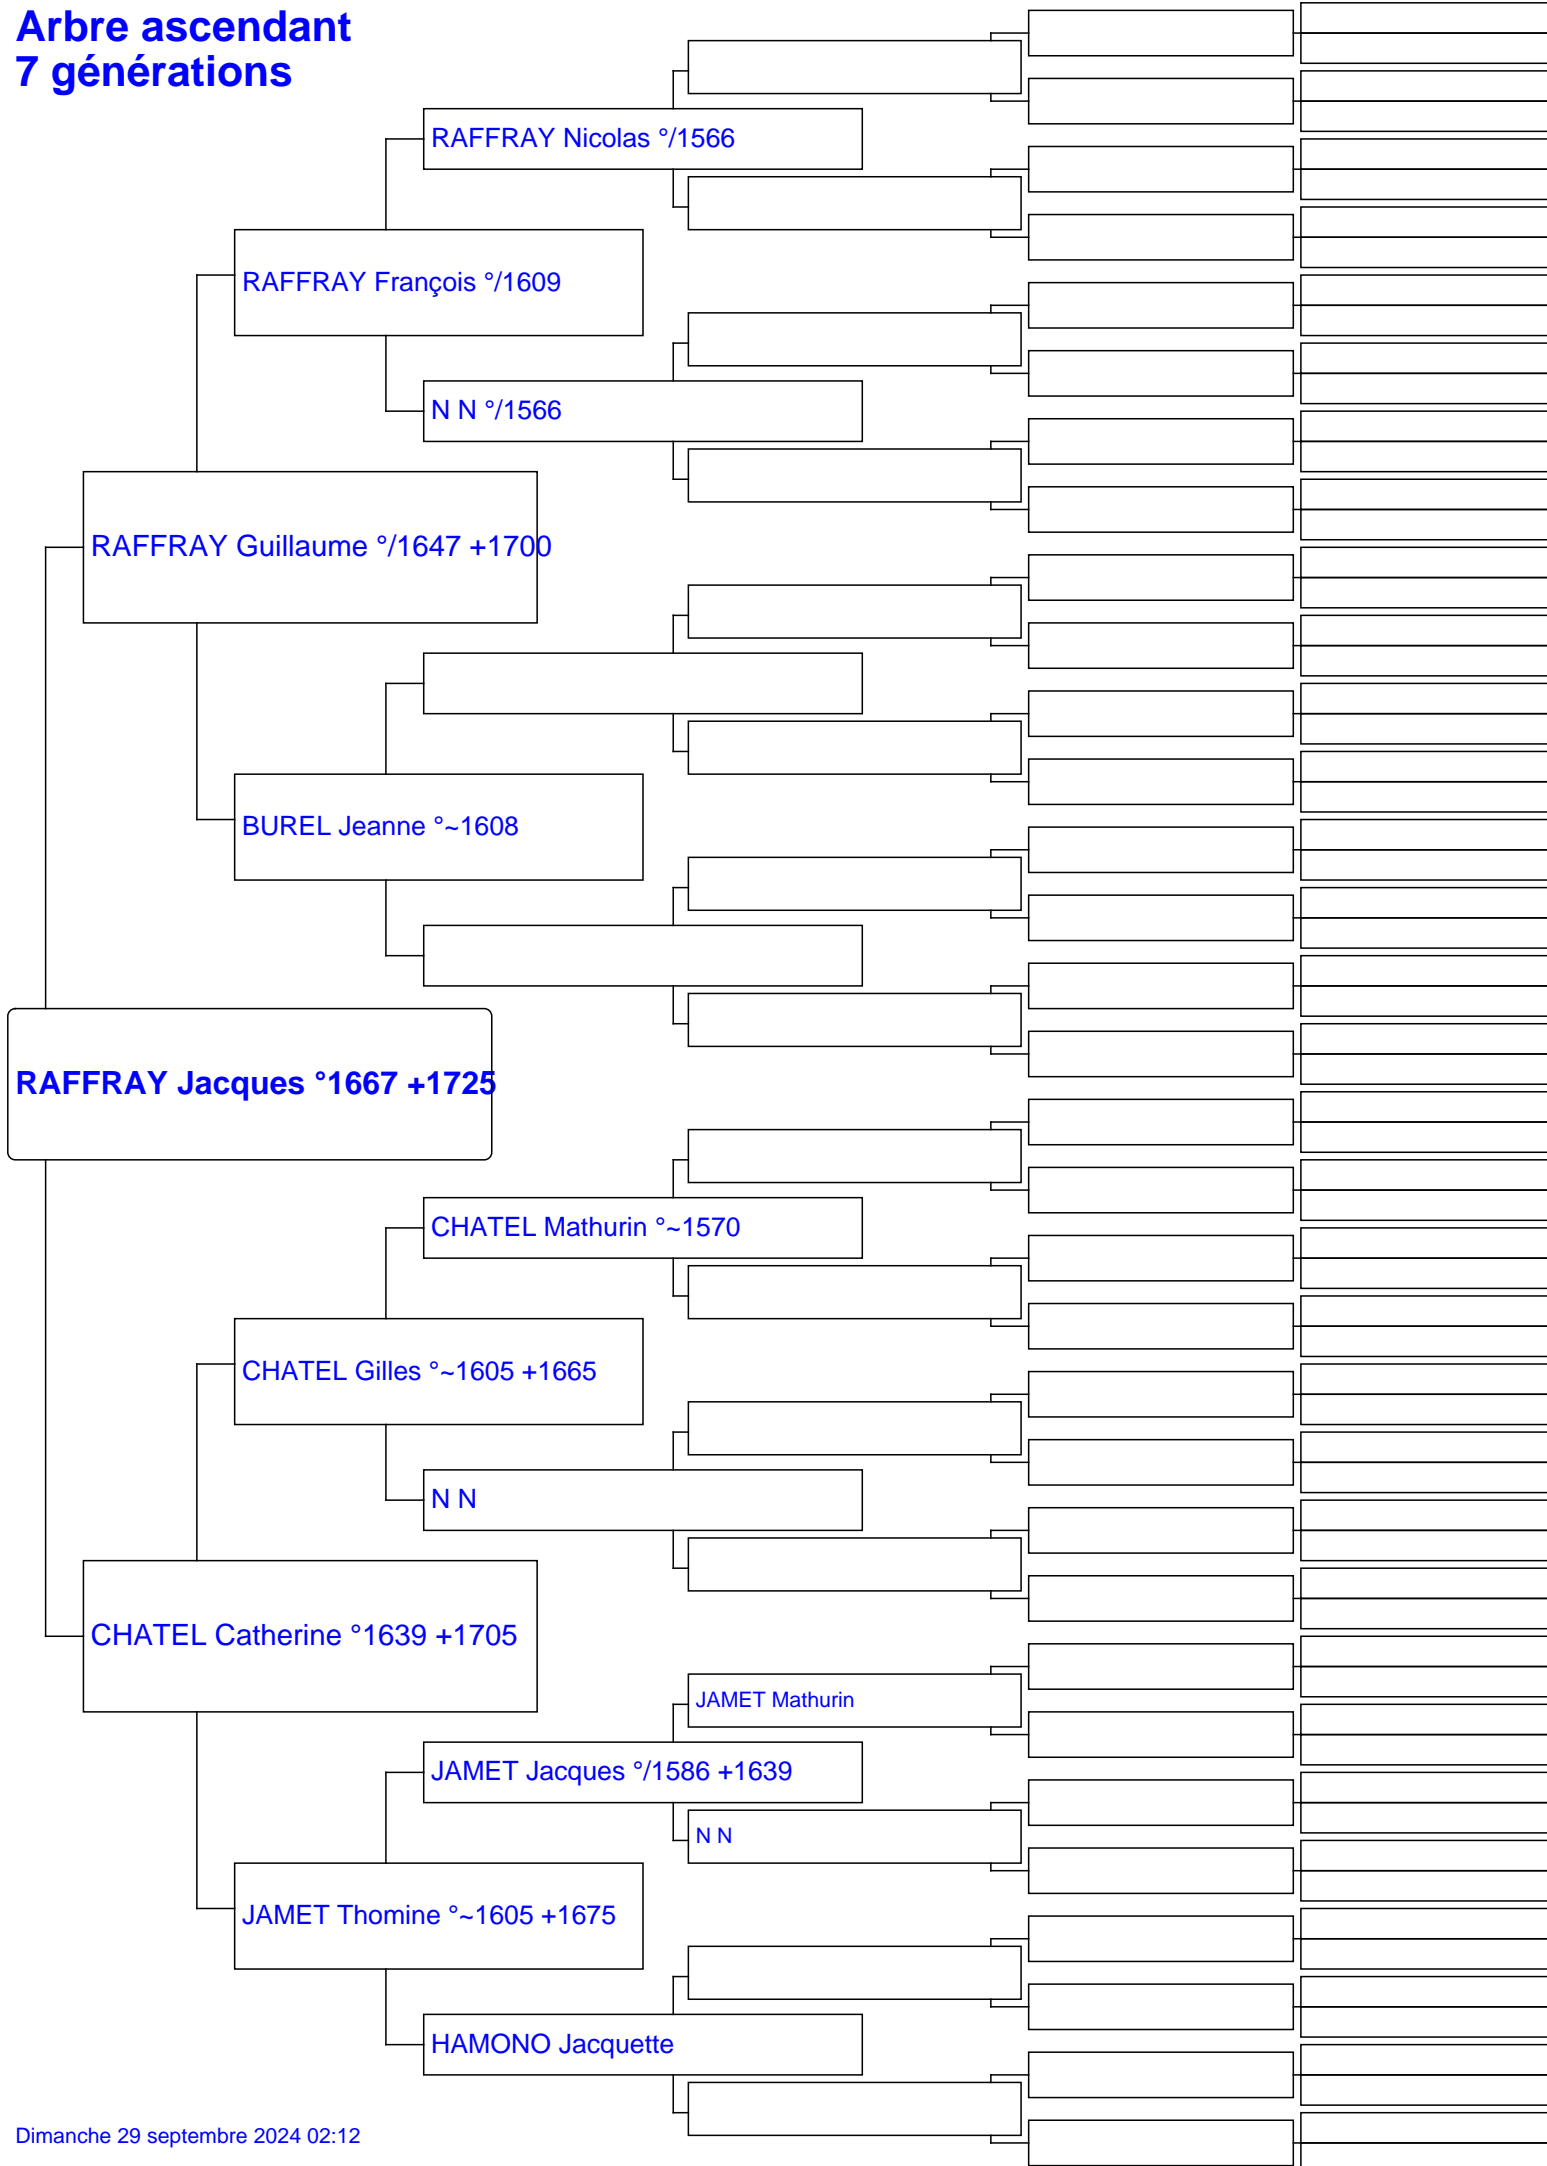 Arbre ascendant
7 générations
RAFFRAY Nicolas °/1566
RAFFRAY François °/1609
N N °/1566
RAFFRAY Guillaume °/1647 +1700
BUREL Jeanne °~1608
RAFFRAY Jacques °1667 +1725
CHATEL Mathurin °~1570
CHATEL Gilles °~1605 +1665
N N
CHATEL Catherine °1639 +1705
JAMET Mathurin
JAMET Jacques °/1586 +1639
N N
JAMET Thomine °~1605 +1675
HAMONO Jacquette
Dimanche 29 septembre 2024 02:12